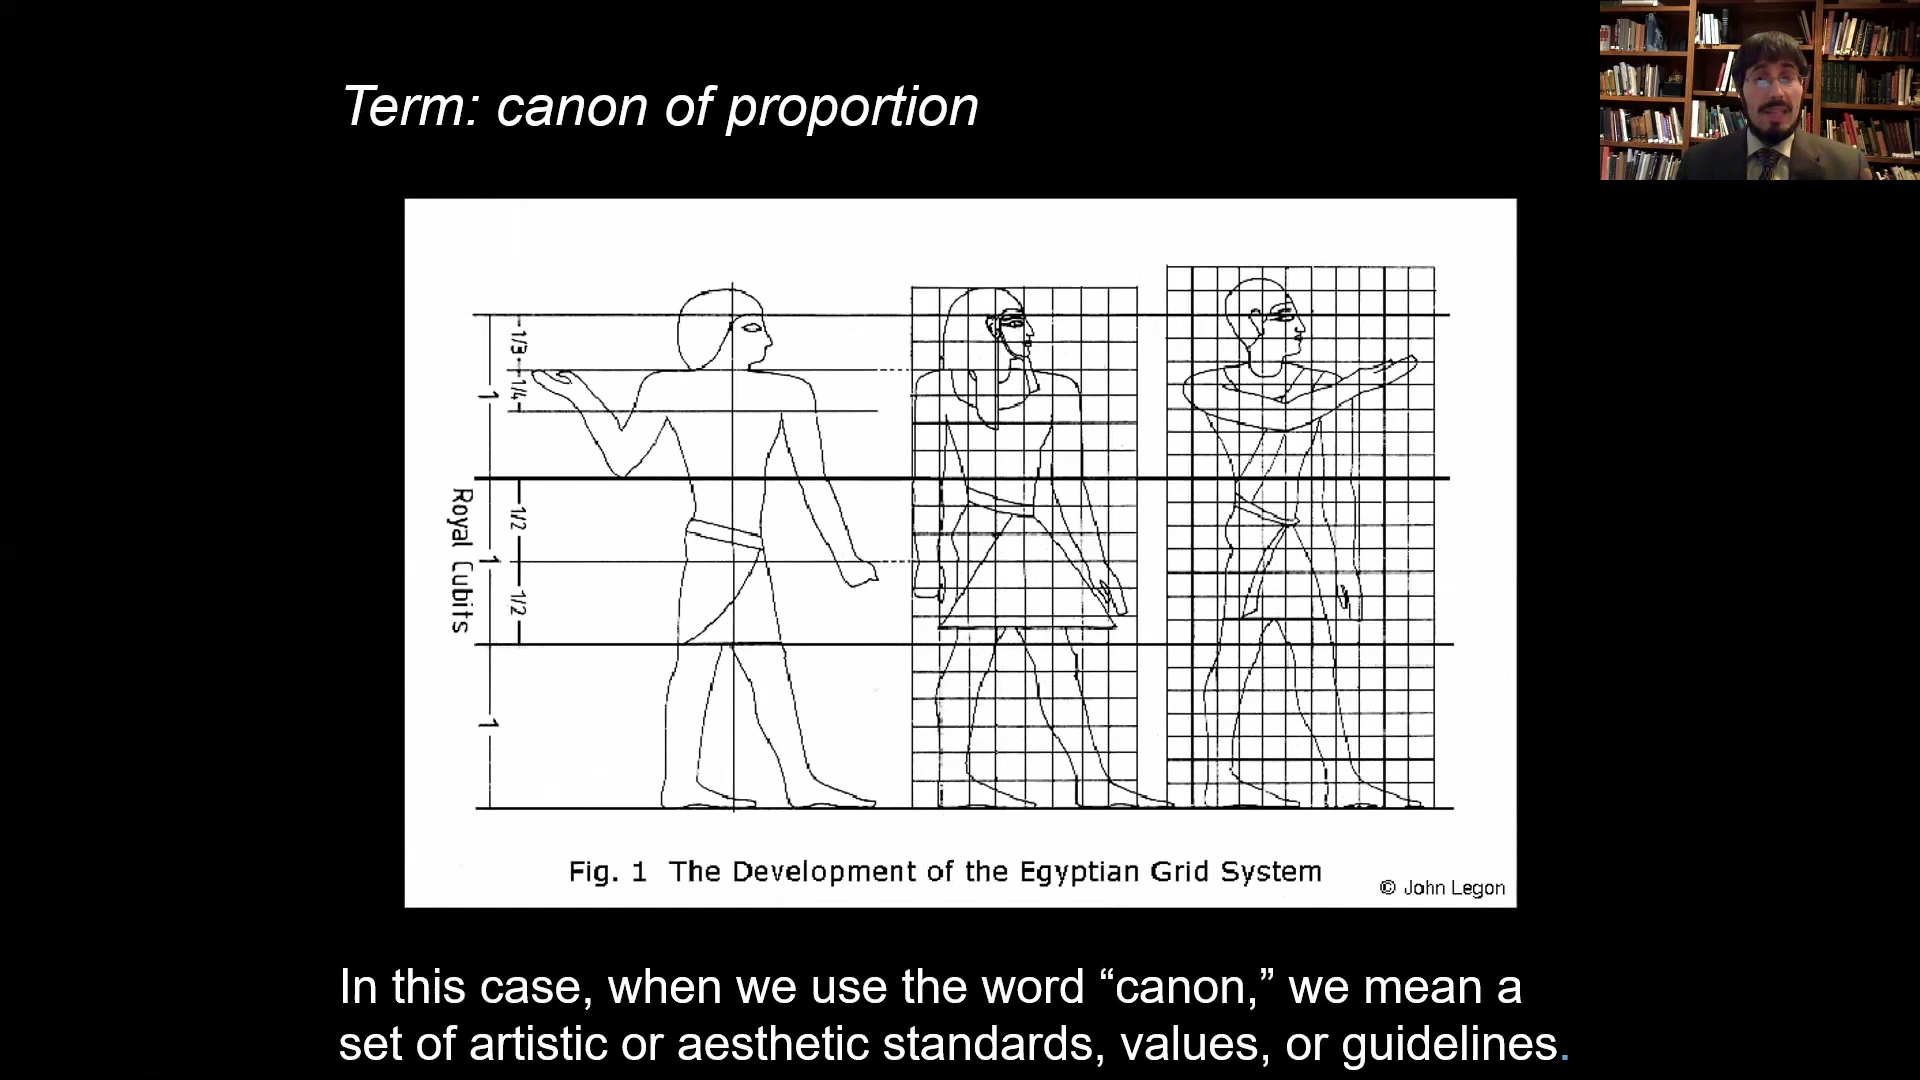 Term: canon of proportion
1/3
1/4
1
1/2
1
1/2
Royal Cubits
1
Fig. 1 The Development of the Egyptian Grid System
© John Legon
In this case, when we use the word “canon,” we mean a
set of artistic or aesthetic standards, values, or guidelines.